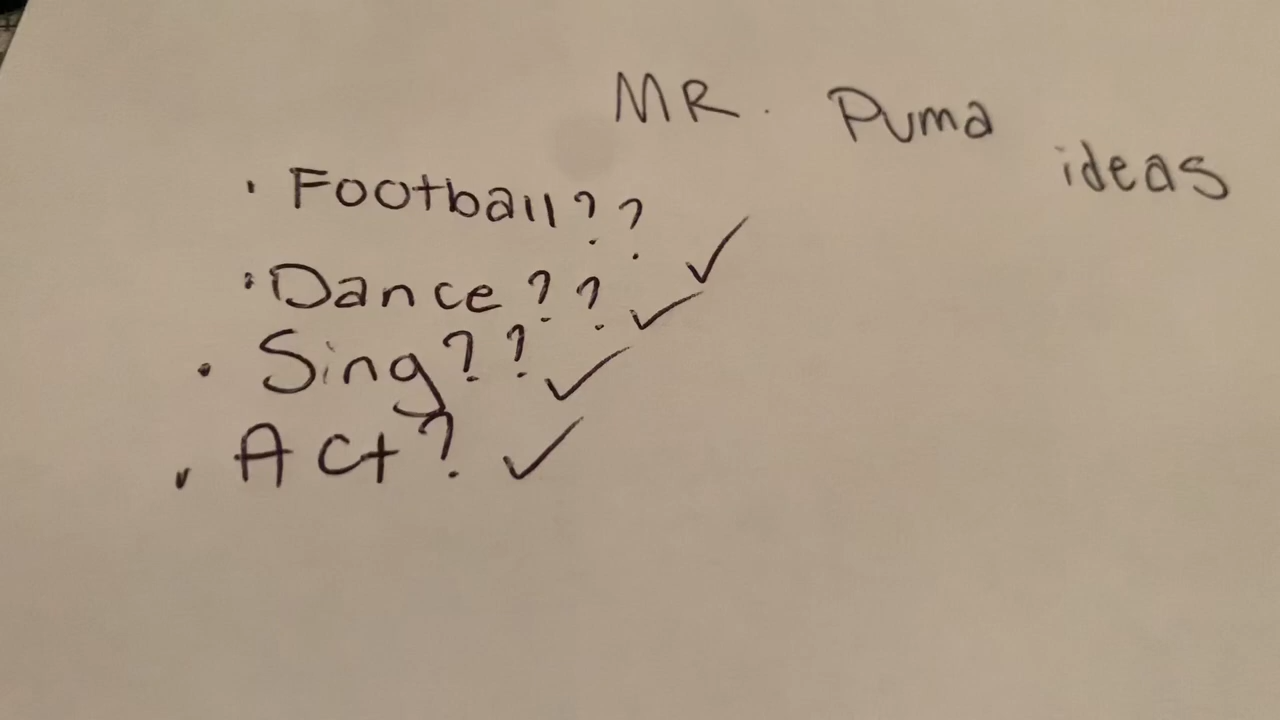 MR. Puma ideas
• Football?? ✓
• Dance?? ✓
• Sing?? ✓
• Act? ✓